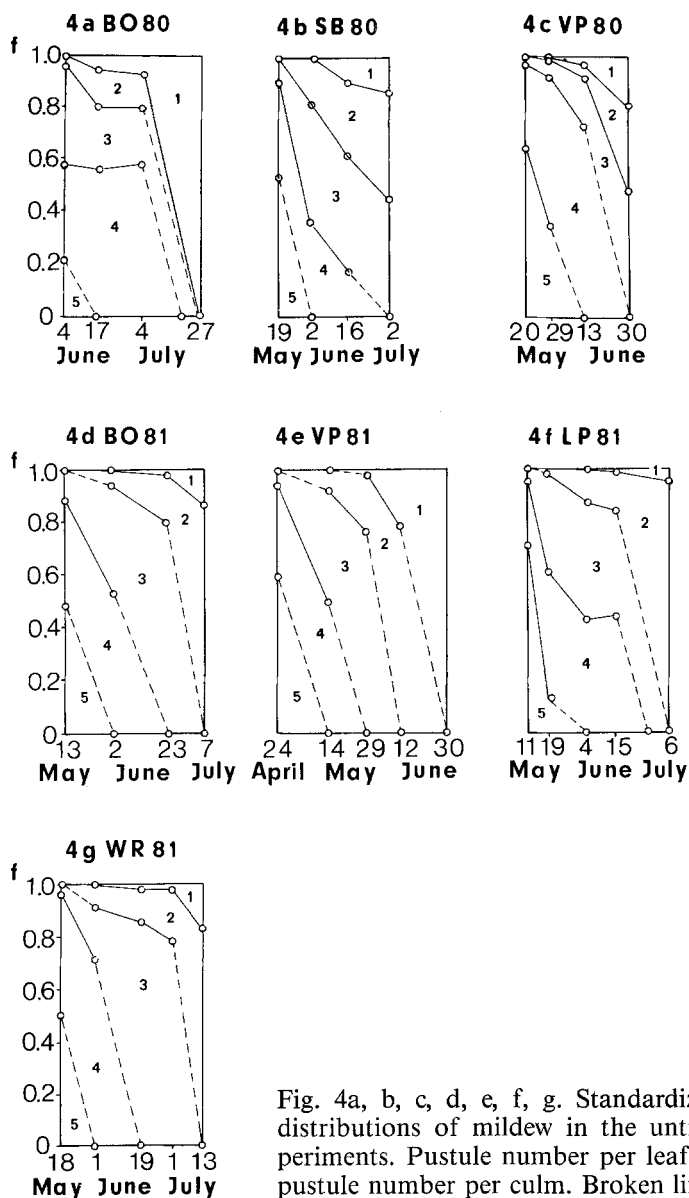 4a BO80 4b SB80 4c VP80
f
1.0
0.8
0.6
0.4
0.2
0
1
2
3
4
5
1
2
3
4
5
1
2
3
4
5
4 17 4 27
June July
19 2 16 2
May June July
20 29 13 30
May June
4d BO81 4e VP81 4f LP81
f
1.0
0.8
0.6
0.4
0.2
0
1
2
3
4
5
1
2
3
4
5
1
2
3
4
5
13 2 23 7
May June July
24 14 29 12 30
April May June
11 19 4 15 6
May June July
4g WR81
f
1.0
0.8
0.6
0.4
0.2
0
1
2
3
4
5
18 1 19 1 13
May June July
Fig. 4a, b, c, d, e, f, g. Standardiz
distributions of mildew in the unt
periments. Pustule number per leaf
pustule number per culm. Broken li